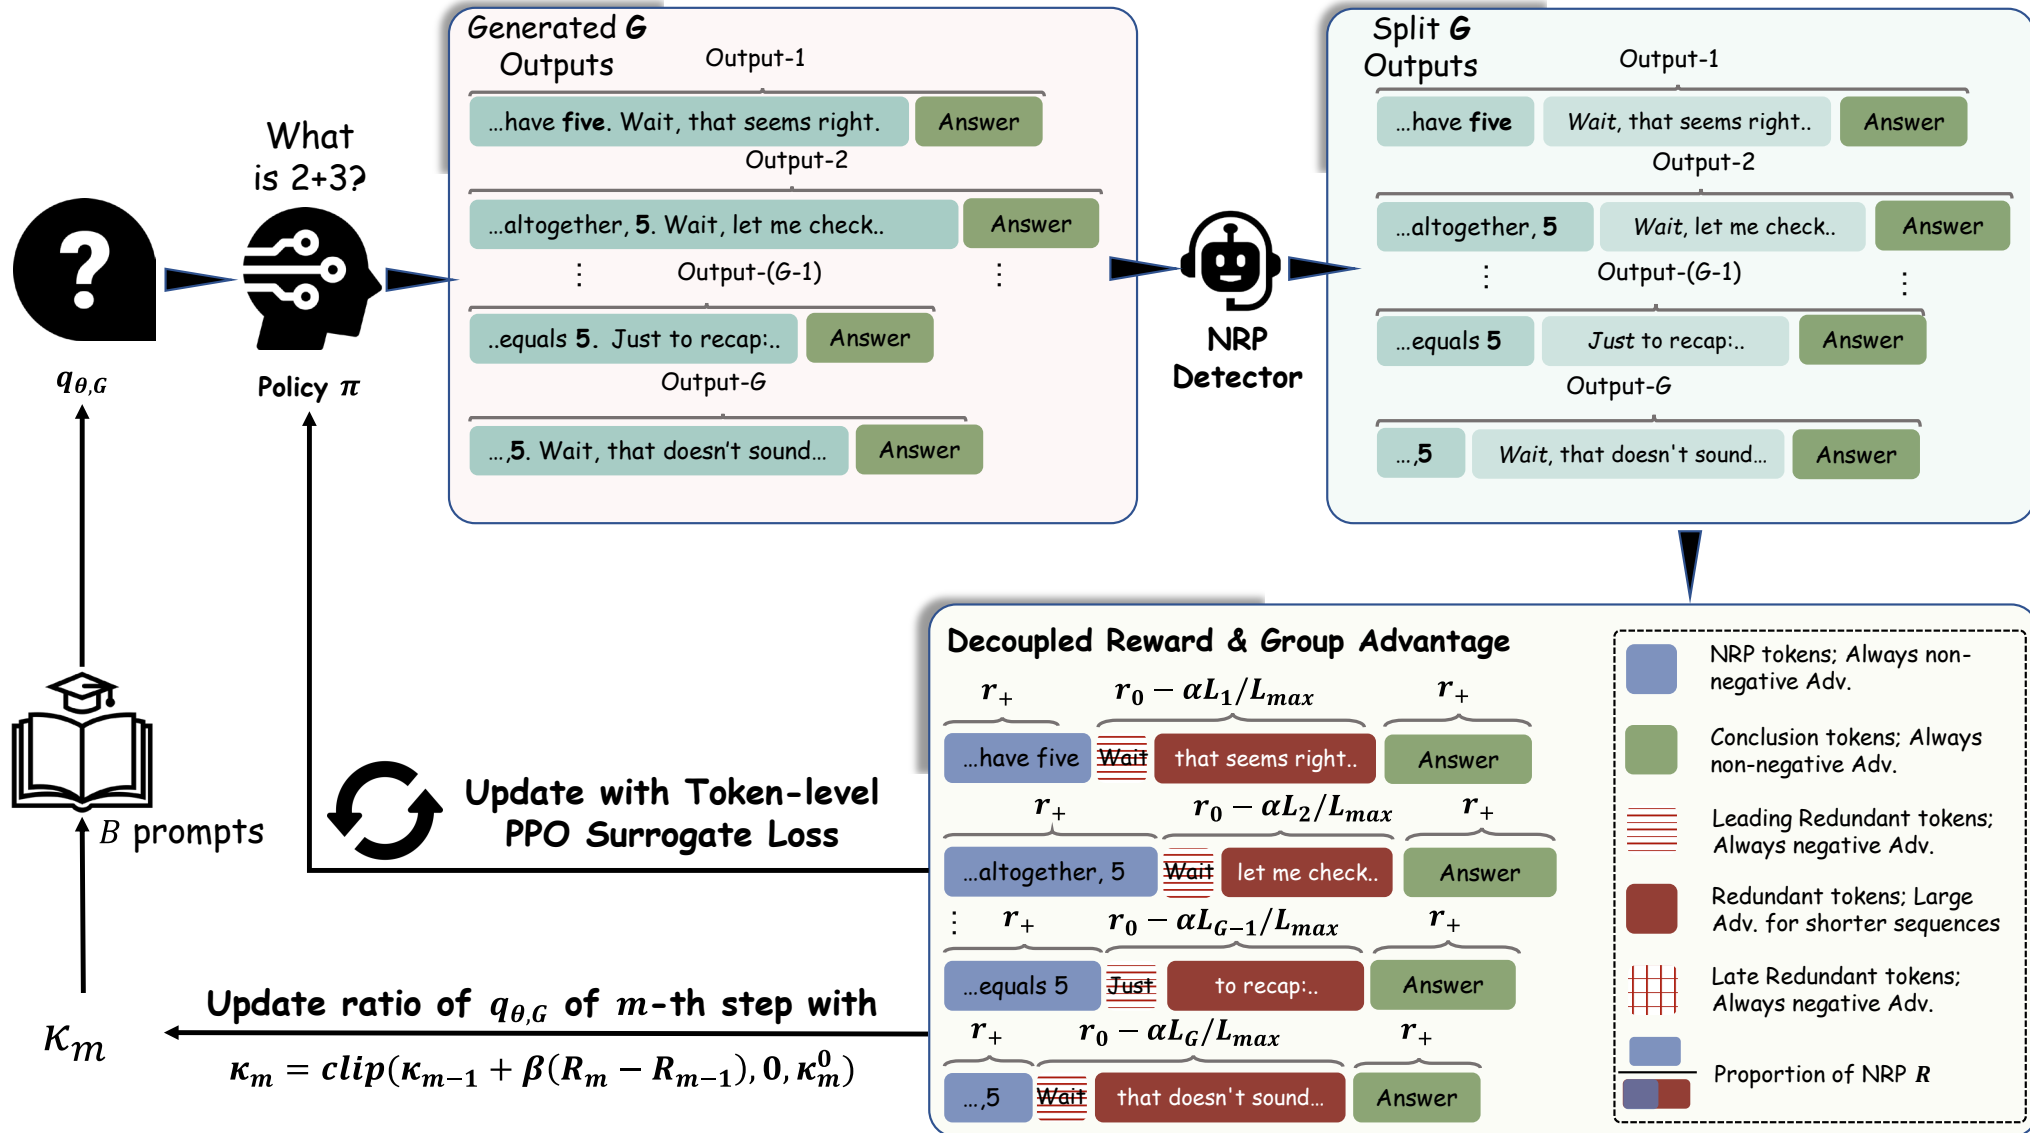 What
is 2+3?
q_{θ,G}
Policy π
B prompts
κ_m
Generated G
Outputs
Output-1
...have five. Wait, that seems right.
Answer
Output-2
...altogether, 5. Wait, let me check..
Answer
⋮
Output-(G-1)
⋮
..equals 5. Just to recap:..
Answer
Output-G
...,5. Wait, that doesn't sound...
Answer
NRP
Detector
Split G
Outputs
Output-1
...have five
Wait, that seems right..
Answer
Output-2
...altogether, 5
Wait, let me check..
Answer
⋮
Output-(G-1)
⋮
...equals 5
Just to recap:..
Answer
Output-G
...,5
Wait, that doesn't sound...
Answer
Decoupled Reward & Group Advantage
r_+
r_0 − αL_1/L_{max}
r_+
...have five
Wait
that seems right..
Answer
r_+
r_0 − αL_2/L_{max}
r_+
...altogether, 5
Wait
let me check..
Answer
⋮
r_+
r_0 − αL_{G−1}/L_{max}
r_+
...equals 5
Just
to recap:..
Answer
r_+
r_0 − αL_G/L_{max}
r_+
...,5
Wait
that doesn't sound...
Answer
NRP tokens; Always non-
negative Adv.
Conclusion tokens; Always
non-negative Adv.
Leading Redundant tokens;
Always negative Adv.
Redundant tokens; Large
Adv. for shorter sequences
Late Redundant tokens;
Always negative Adv.
Proportion of NRP R
Update with Token-level
PPO Surrogate Loss
Update ratio of q_{θ,G} of m-th step with
κ_m = clip(κ_{m−1} + β(R_m − R_{m−1}), 0, κ_m^0)